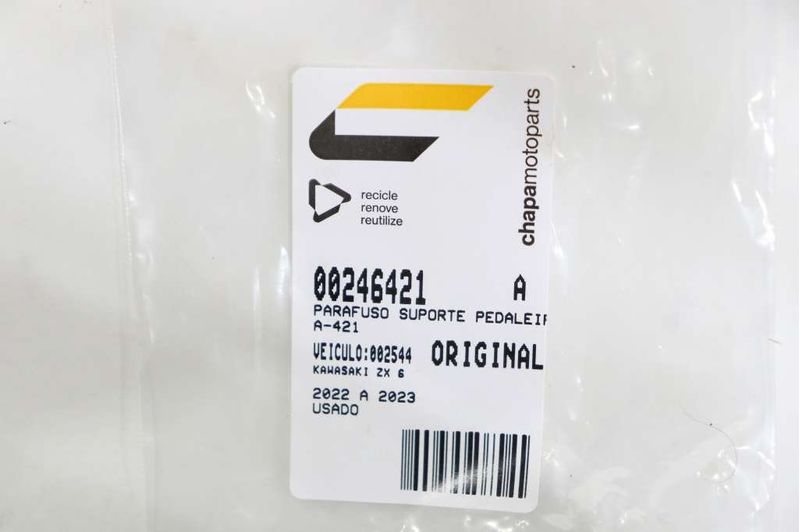 chapamotoparts
recicle
renove
reutilize
00246421 A
PARAFUSO SUPORTE PEDALEIR
A-421
VEICULO:002544 ORIGINAL
KAWASAKI ZX 6
2022 A 2023
USADO